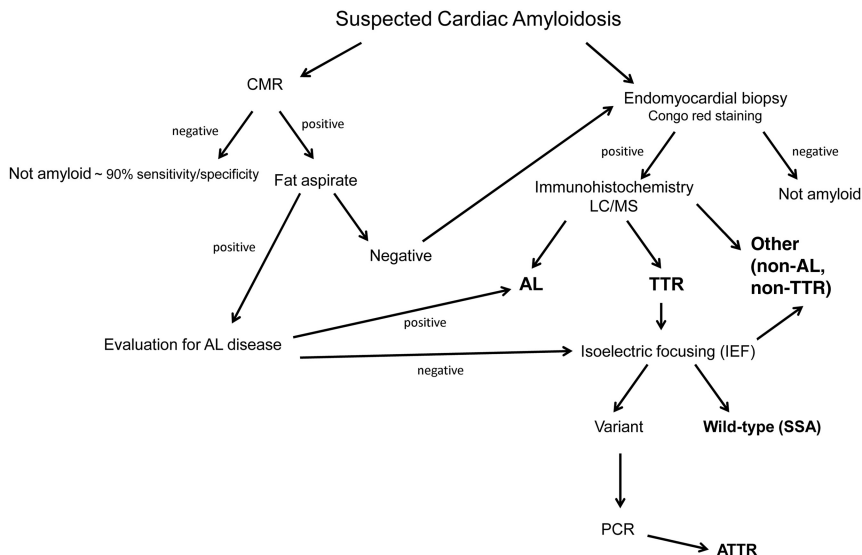 Suspected Cardiac Amyloidosis
CMR
Endomyocardial biopsy
Congo red staining
negative
positive
positive
negative
Not amyloid ~ 90% sensitivity/specificity
Fat aspirate
Immunohistochemistry
LC/MS
Not amyloid
positive
Negative
Other
(non-AL,
non-TTR)
AL
TTR
positive
Evaluation for AL disease
Isoelectric focusing (IEF)
negative
Variant
Wild-type (SSA)
PCR
ATTR